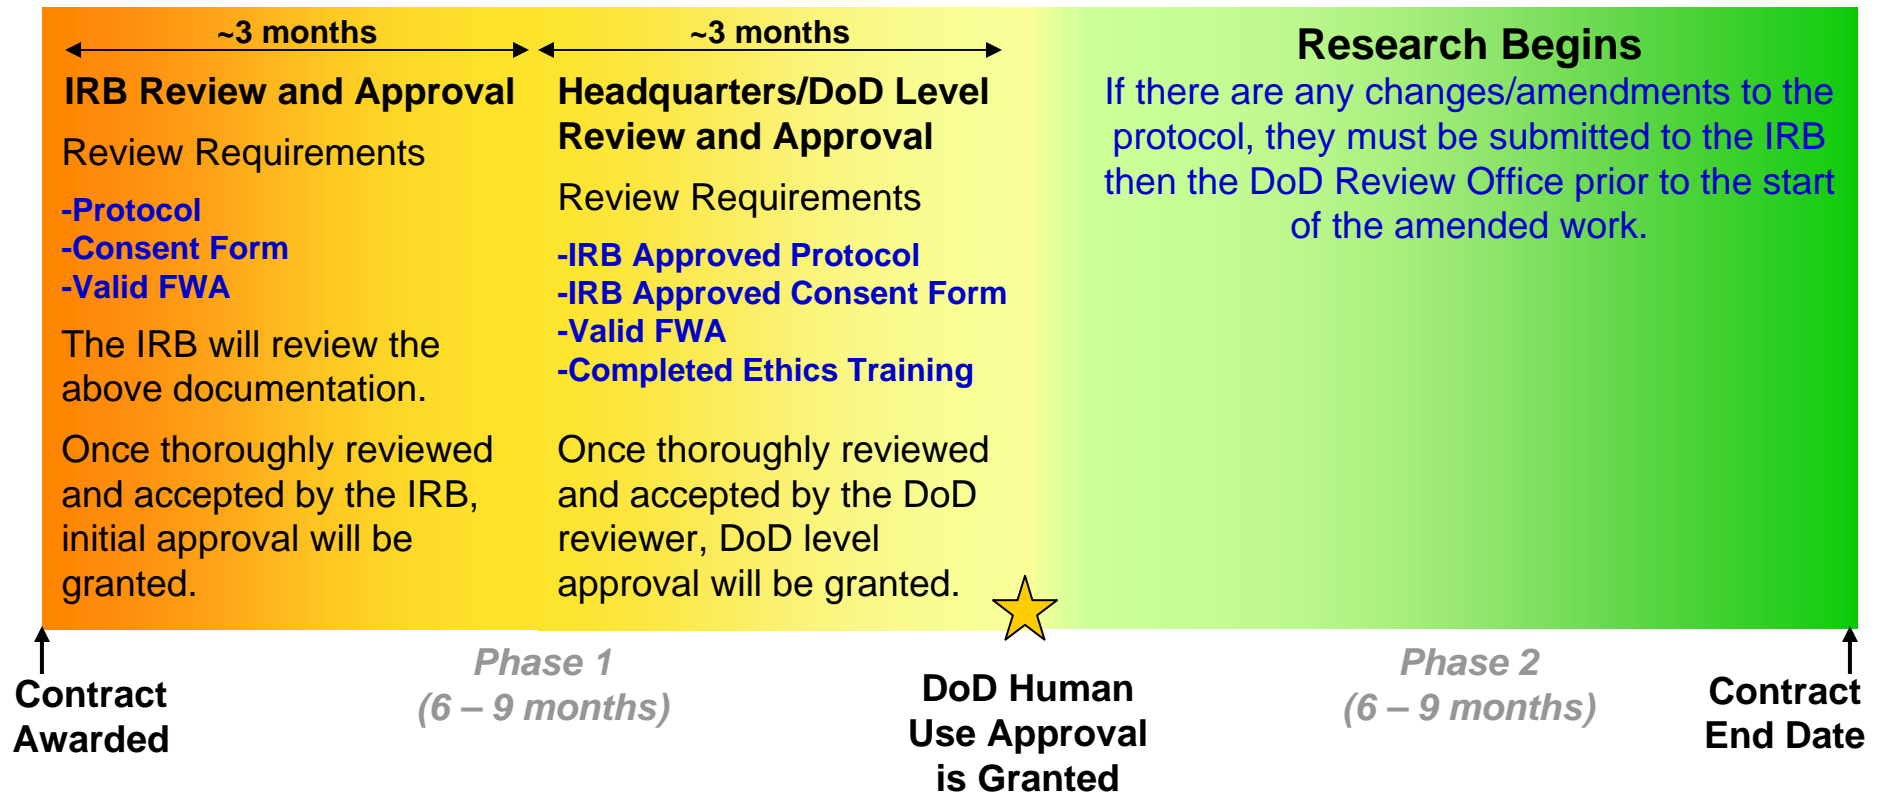 ~3 months
IRB Review and Approval
Review Requirements
-Protocol
-Consent Form
-Valid FWA
The IRB will review the
above documentation.
Once thoroughly reviewed
and accepted by the IRB,
initial approval will be
granted.
~3 months
Headquarters/DoD Level
Review and Approval
Review Requirements
-IRB Approved Protocol
-IRB Approved Consent Form
-Valid FWA
-Completed Ethics Training
Once thoroughly reviewed
and accepted by the DoD
reviewer, DoD level
approval will be granted.
Research Begins
If there are any changes/amendments to the
protocol, they must be submitted to the IRB
then the DoD Review Office prior to the start
of the amended work.
Contract
Awarded
Phase 1
(6 – 9 months)
DoD Human
Use Approval
is Granted
Phase 2
(6 – 9 months)
Contract
End Date